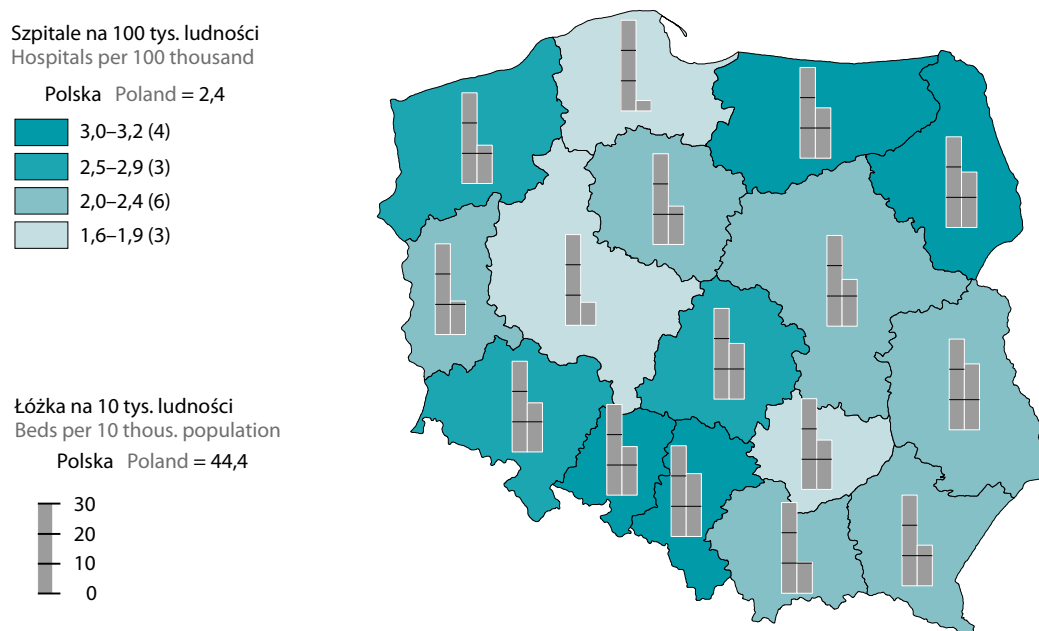 Szpitale na 100 tys. ludności
Hospitals per 100 thousand
Polska Poland = 2,4
3,0–3,2 (4)
2,5–2,9 (3)
2,0–2,4 (6)
1,6–1,9 (3)
Łóżka na 10 tys. ludności
Beds per 10 thous. population
Polska Poland = 44,4
30
20
10
0